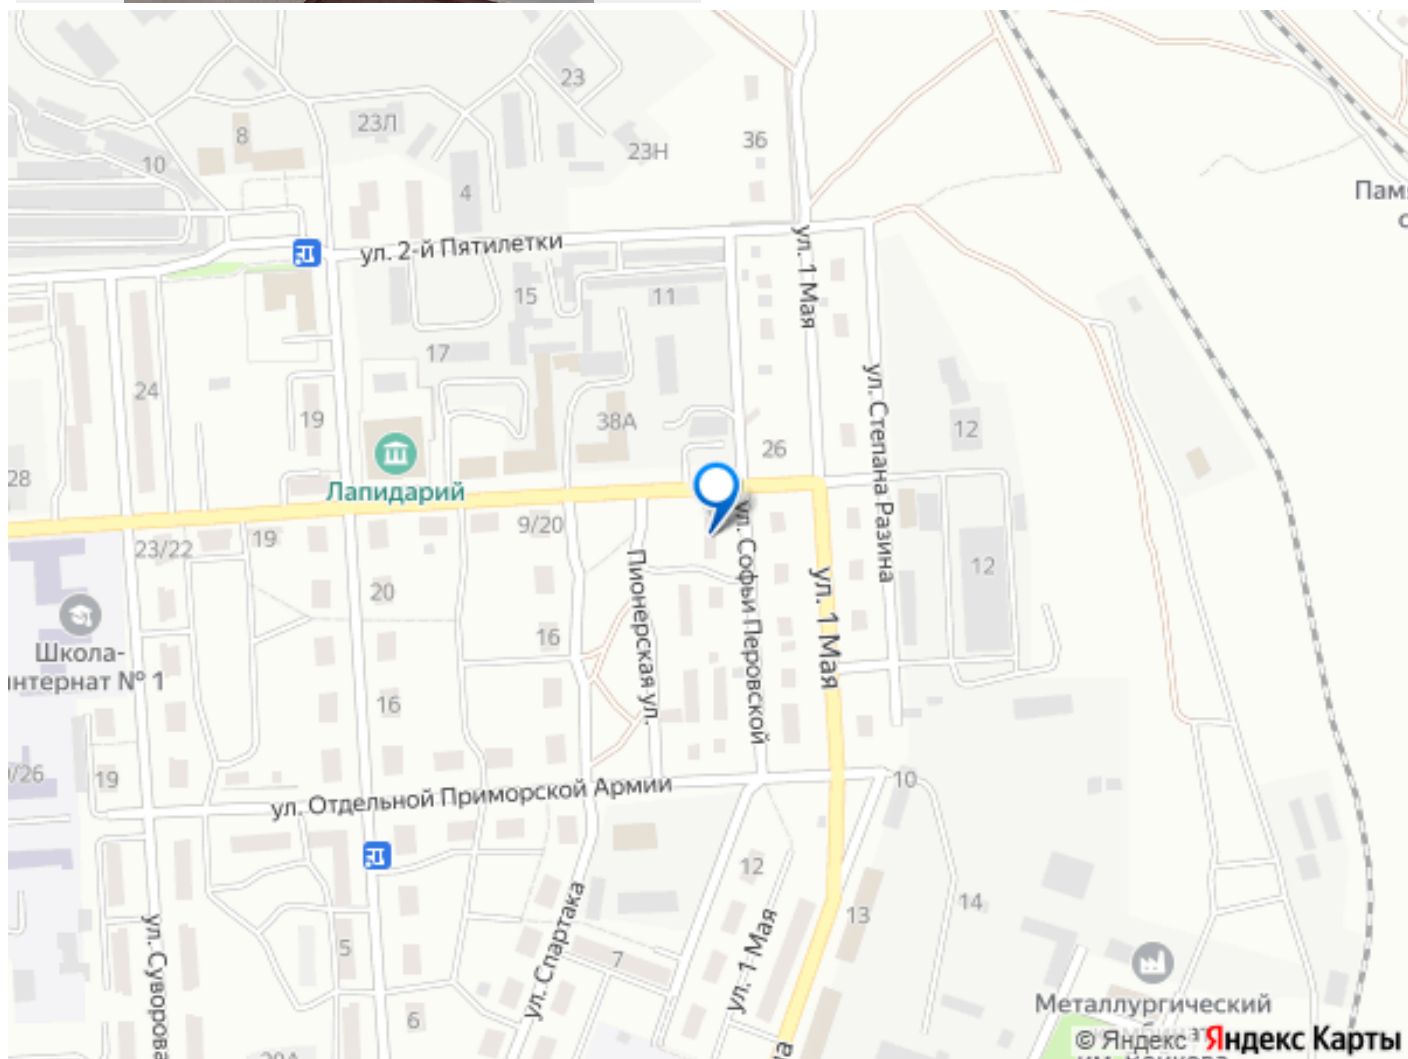 23
23Л
8
36
23Н
10
4
Пам
с
ул. 2-й Пятилетки
ул. 1 Мая
15
11
17
ул. Степана Разина
24
19
38А
12
26
28
Лапидарий
9/20
ул. Софьи Перовской
23/22
19
Пионерская ул.
12
ул. 1 Мая
20
Школа-
интернат № 1
16
16
/26
19
10
ул. Отдельной Приморской Армии
12
14
13
ул. Суворова
ул. Спартака
ул. 1 Мая
5
7
6
Металлургический
20А
© Яндекс Яндекс Карты